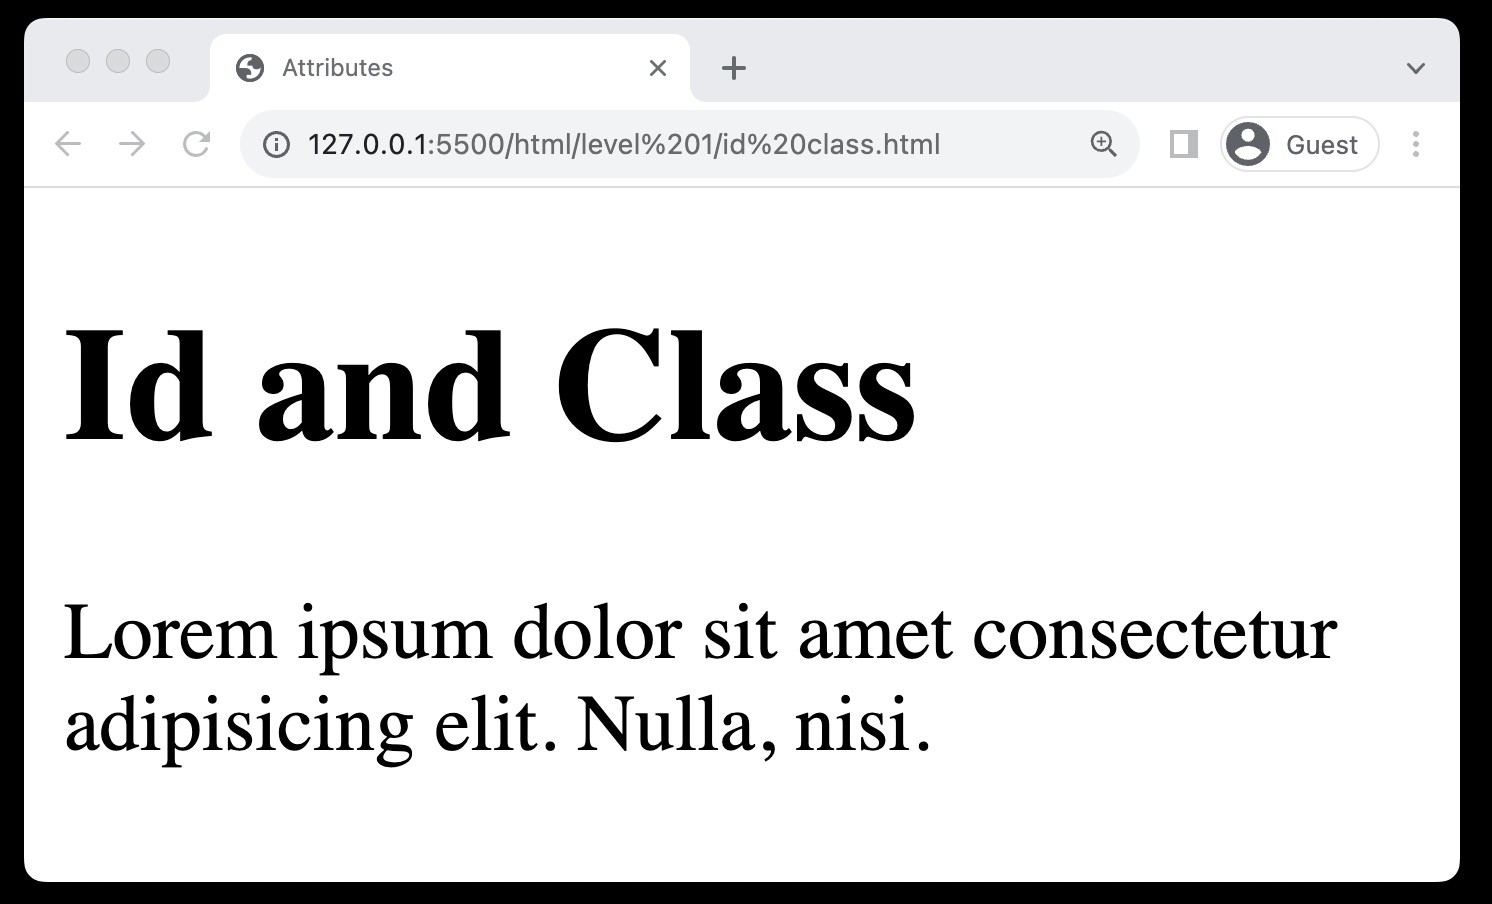 Attributes
127.0.0.1:5500/html/level%201/id%20class.html
Guest
Id and Class
Lorem ipsum dolor sit amet consectetur
adipisicing elit. Nulla, nisi.